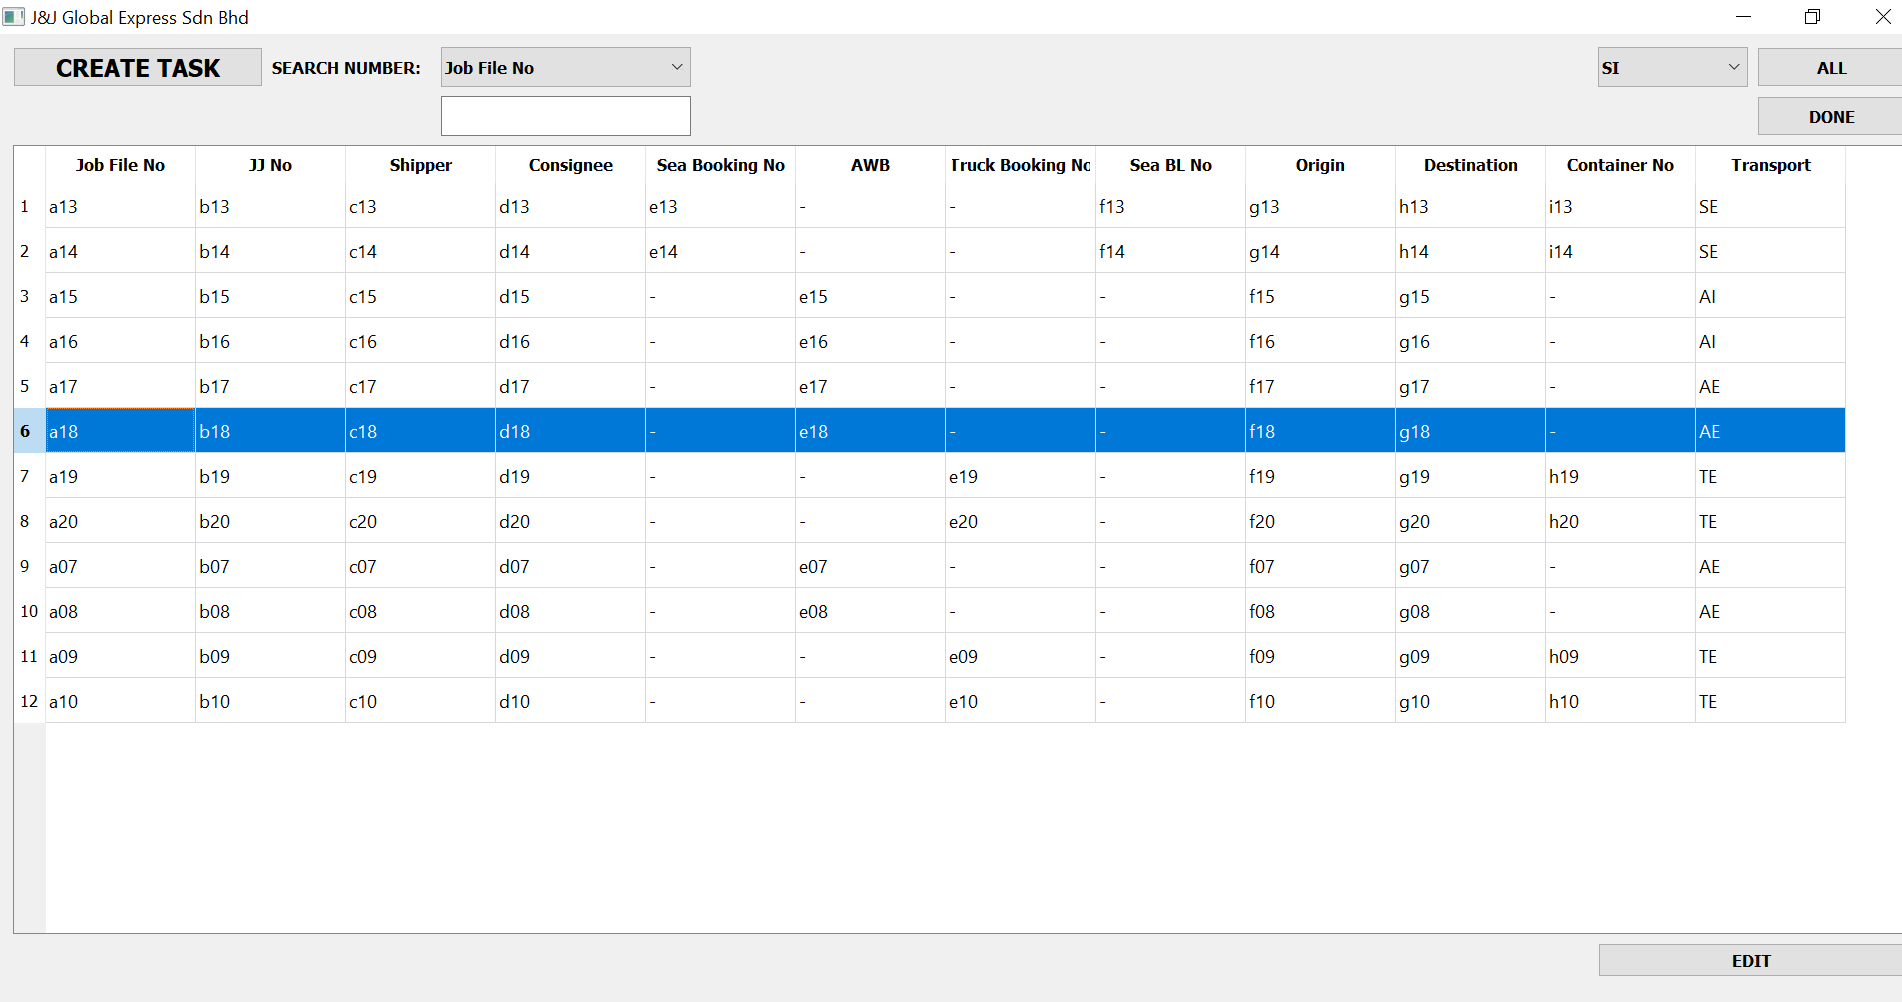 J&J Global Express Sdn Bhd
CREATE TASK SEARCH NUMBER: Job File No SI ALL
DONE
Job File No JJ No Shipper Consignee Sea Booking No AWB Truck Booking No Sea BL No Origin Destination Container No Transport
1 a13 b13 c13 d13 e13 - - f13 g13 h13 i13 SE
2 a14 b14 c14 d14 e14 - - f14 g14 h14 i14 SE
3 a15 b15 c15 d15 - e15 - - f15 g15 - AI
4 a16 b16 c16 d16 - e16 - - f16 g16 - AI
5 a17 b17 c17 d17 - e17 - - f17 g17 - AE
6 a18 b18 c18 d18 - e18 - - f18 g18 - AE
7 a19 b19 c19 d19 - - e19 - f19 g19 h19 TE
8 a20 b20 c20 d20 - - e20 - f20 g20 h20 TE
9 a07 b07 c07 d07 - e07 - - f07 g07 - AE
10 a08 b08 c08 d08 - e08 - - f08 g08 - AE
11 a09 b09 c09 d09 - - e09 - f09 g09 h09 TE
12 a10 b10 c10 d10 - - e10 - f10 g10 h10 TE
EDIT